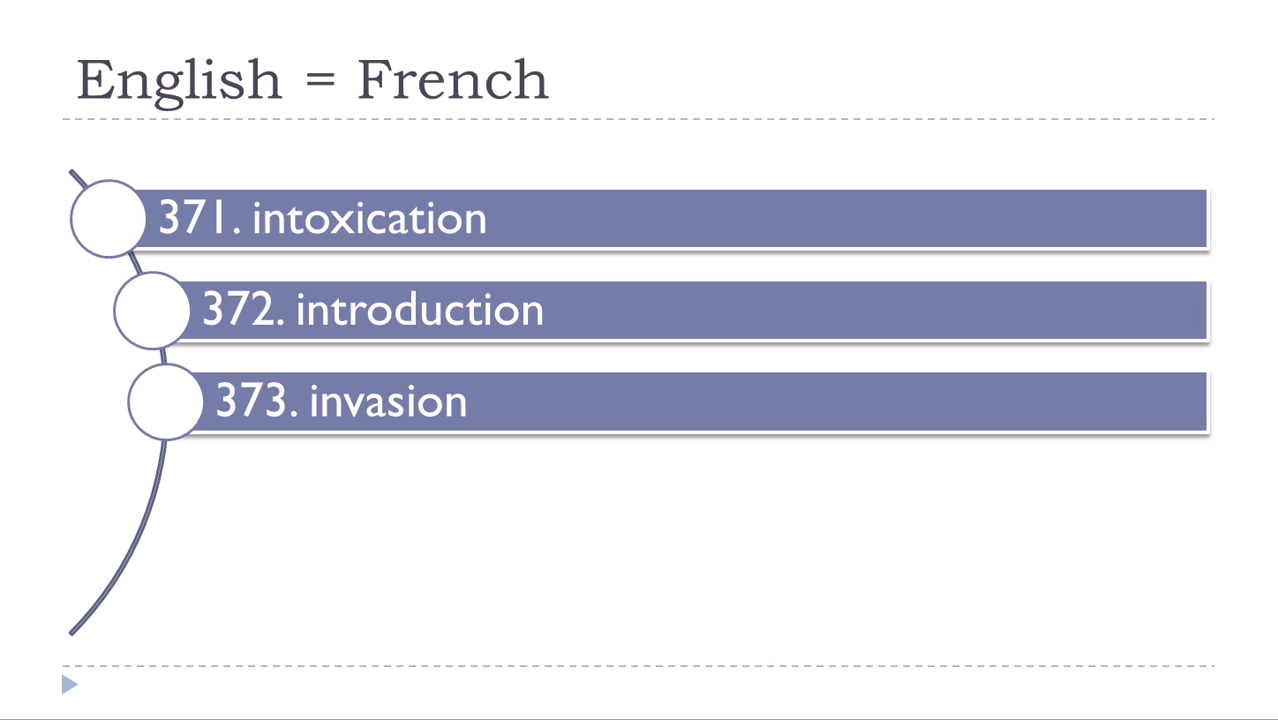 English = French
371. intoxication
372. introduction
373. invasion